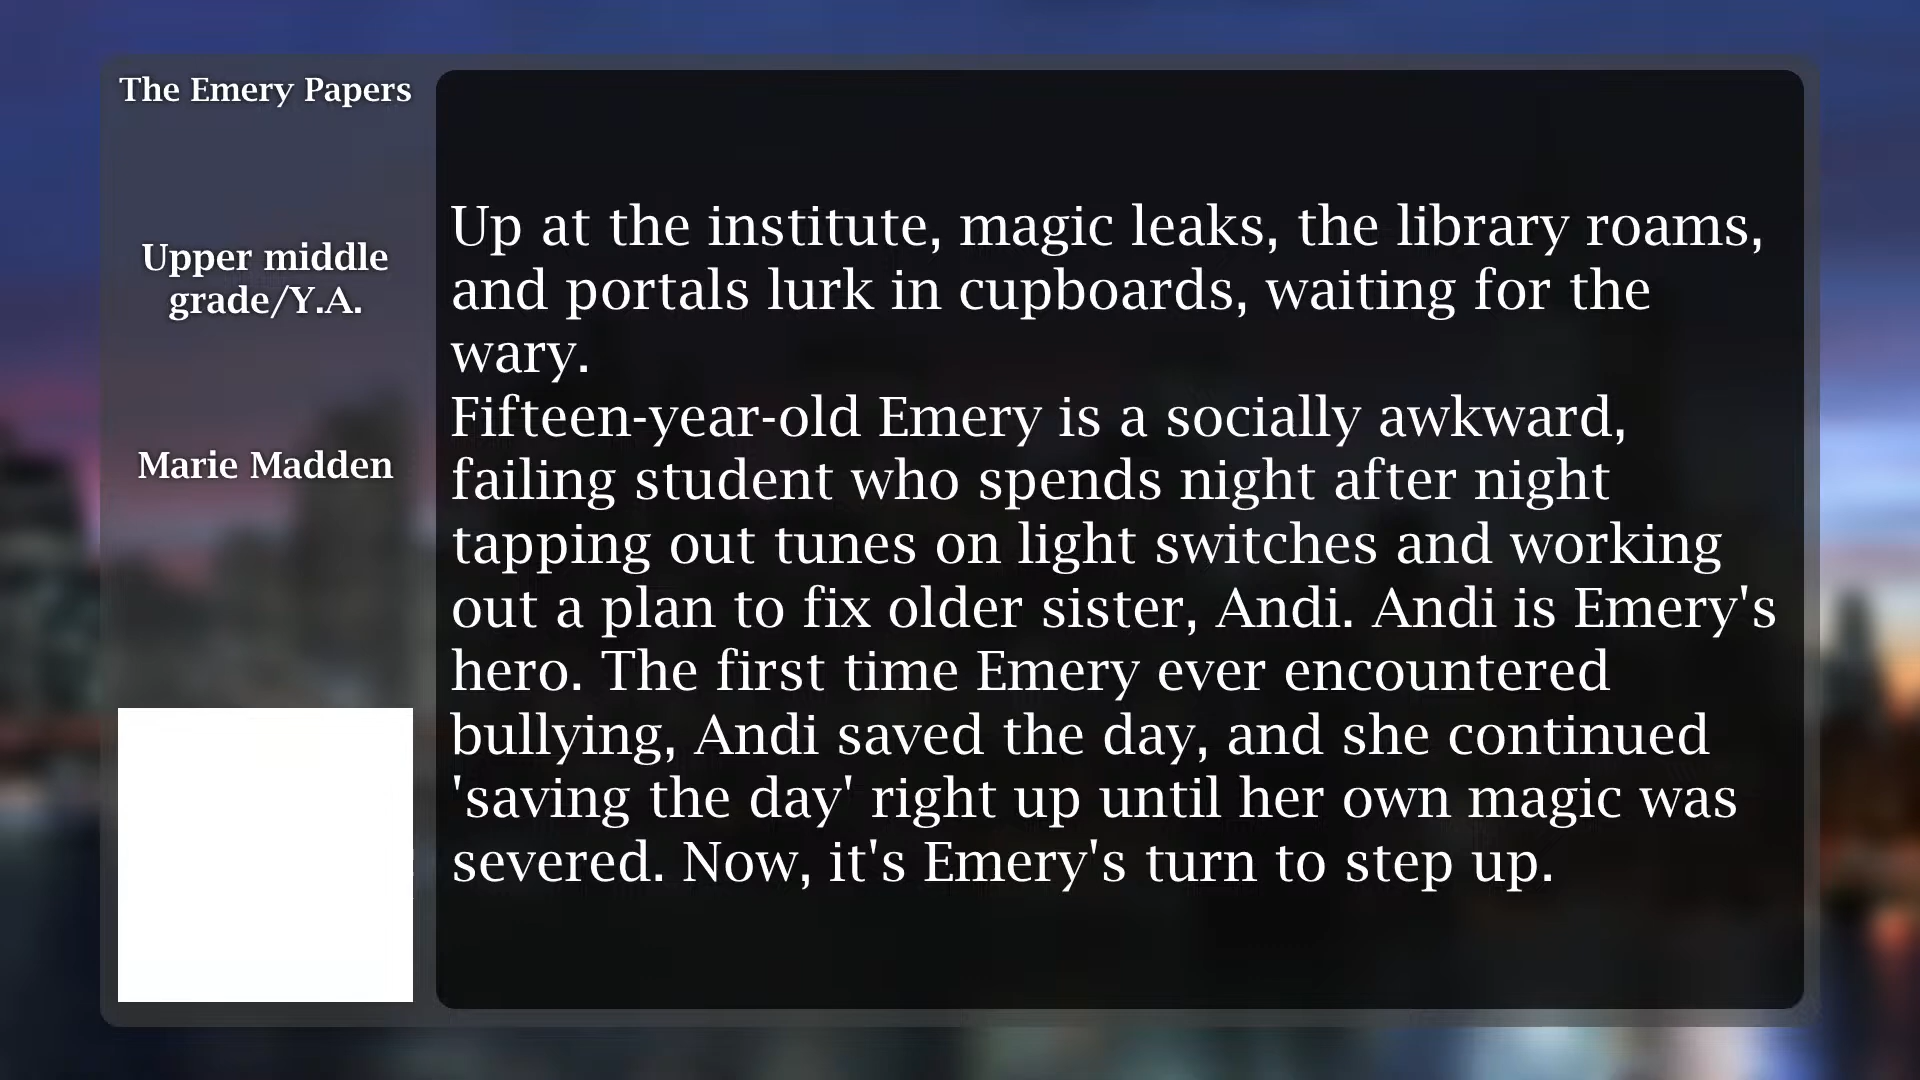 The Emery Papers
Upper middle
grade/Y.A.
Marie Madden
Up at the institute, magic leaks, the library roams,
and portals lurk in cupboards, waiting for the
wary.
Fifteen-year-old Emery is a socially awkward,
failing student who spends night after night
tapping out tunes on light switches and working
out a plan to fix older sister, Andi. Andi is Emery's
hero. The first time Emery ever encountered
bullying, Andi saved the day, and she continued
'saving the day' right up until her own magic was
severed. Now, it's Emery's turn to step up.